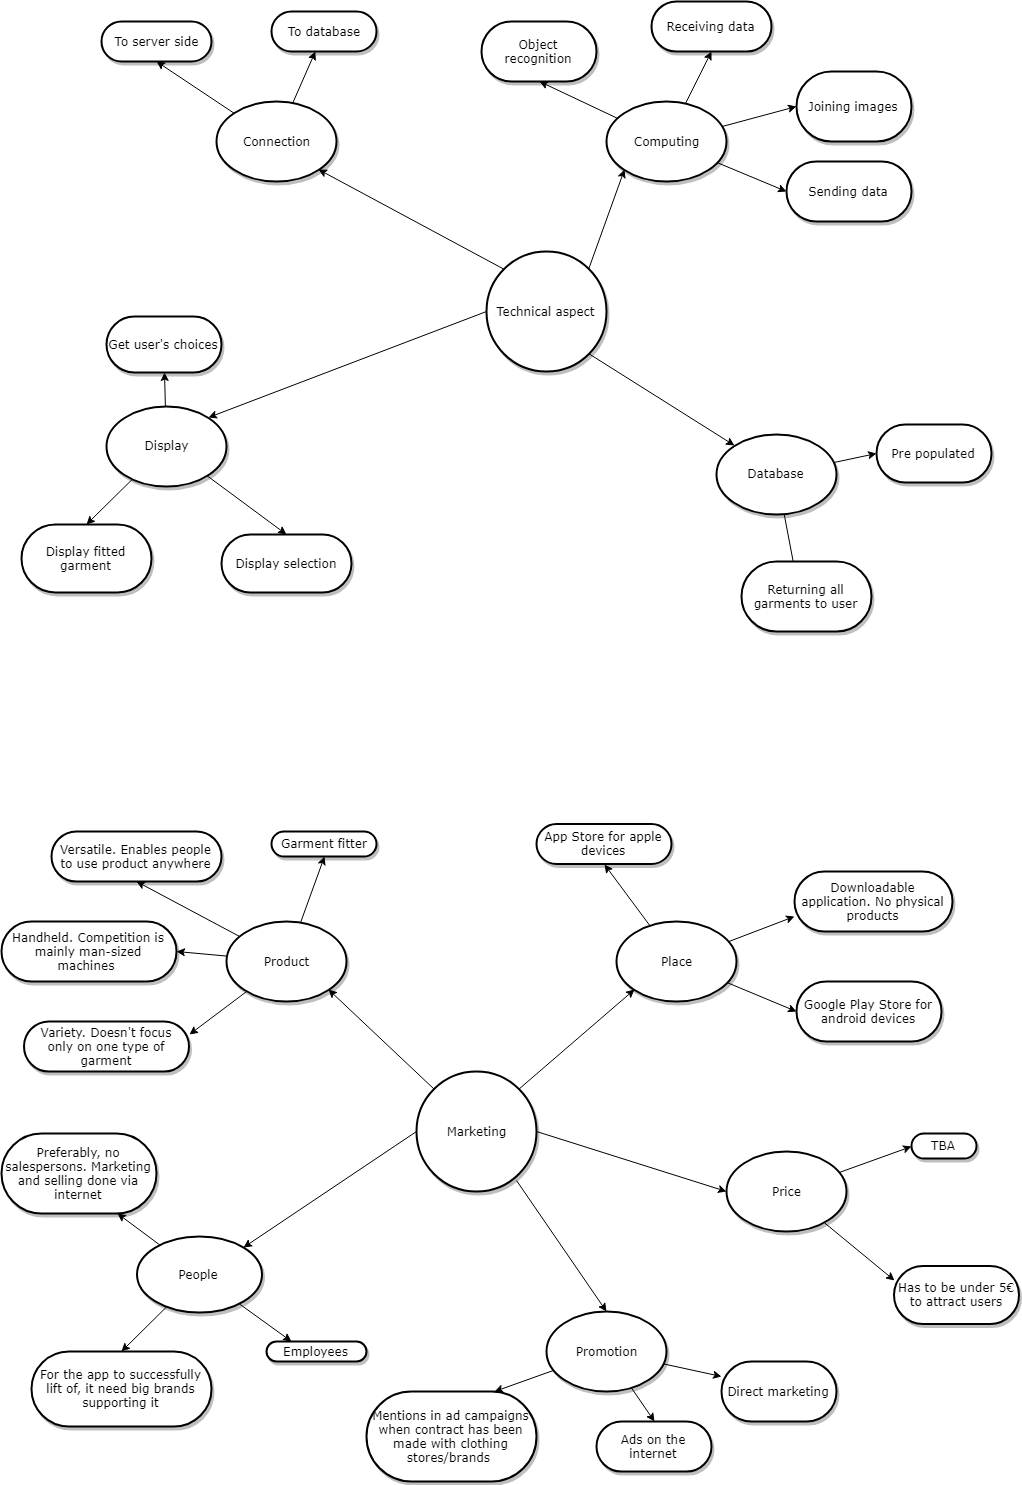 To server side
To database
Connection
Object
recognition
Receiving data
Joining images
Computing
Sending data
Technical aspect
Get user's choices
Display
Display fitted
garment
Display selection
Database
Pre populated
Returning all
garments to user
Versatile. Enables people
to use product anywhere
Garment fitter
Handheld. Competition is
mainly man-sized
machines
Product
Variety. Doesn't focus
only on one type of
garment
App Store for apple
devices
Downloadable
application. No physical
products
Place
Google Play Store for
android devices
Marketing
Preferably, no
salespersons. Marketing
and selling done via
internet
People
For the app to successfully
lift of, it need big brands
supporting it
Employees
TBA
Price
Has to be under 5€
to attract users
Promotion
Mentions in ad campaigns
when contract has been
made with clothing
stores/brands
Ads on the
internet
Direct marketing